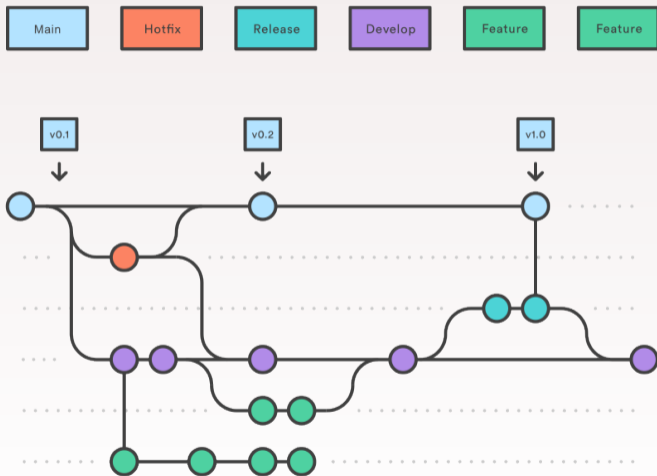 Main
Hotfix
Release
Develop
Feature
Feature
v0.1
v0.2
v1.0